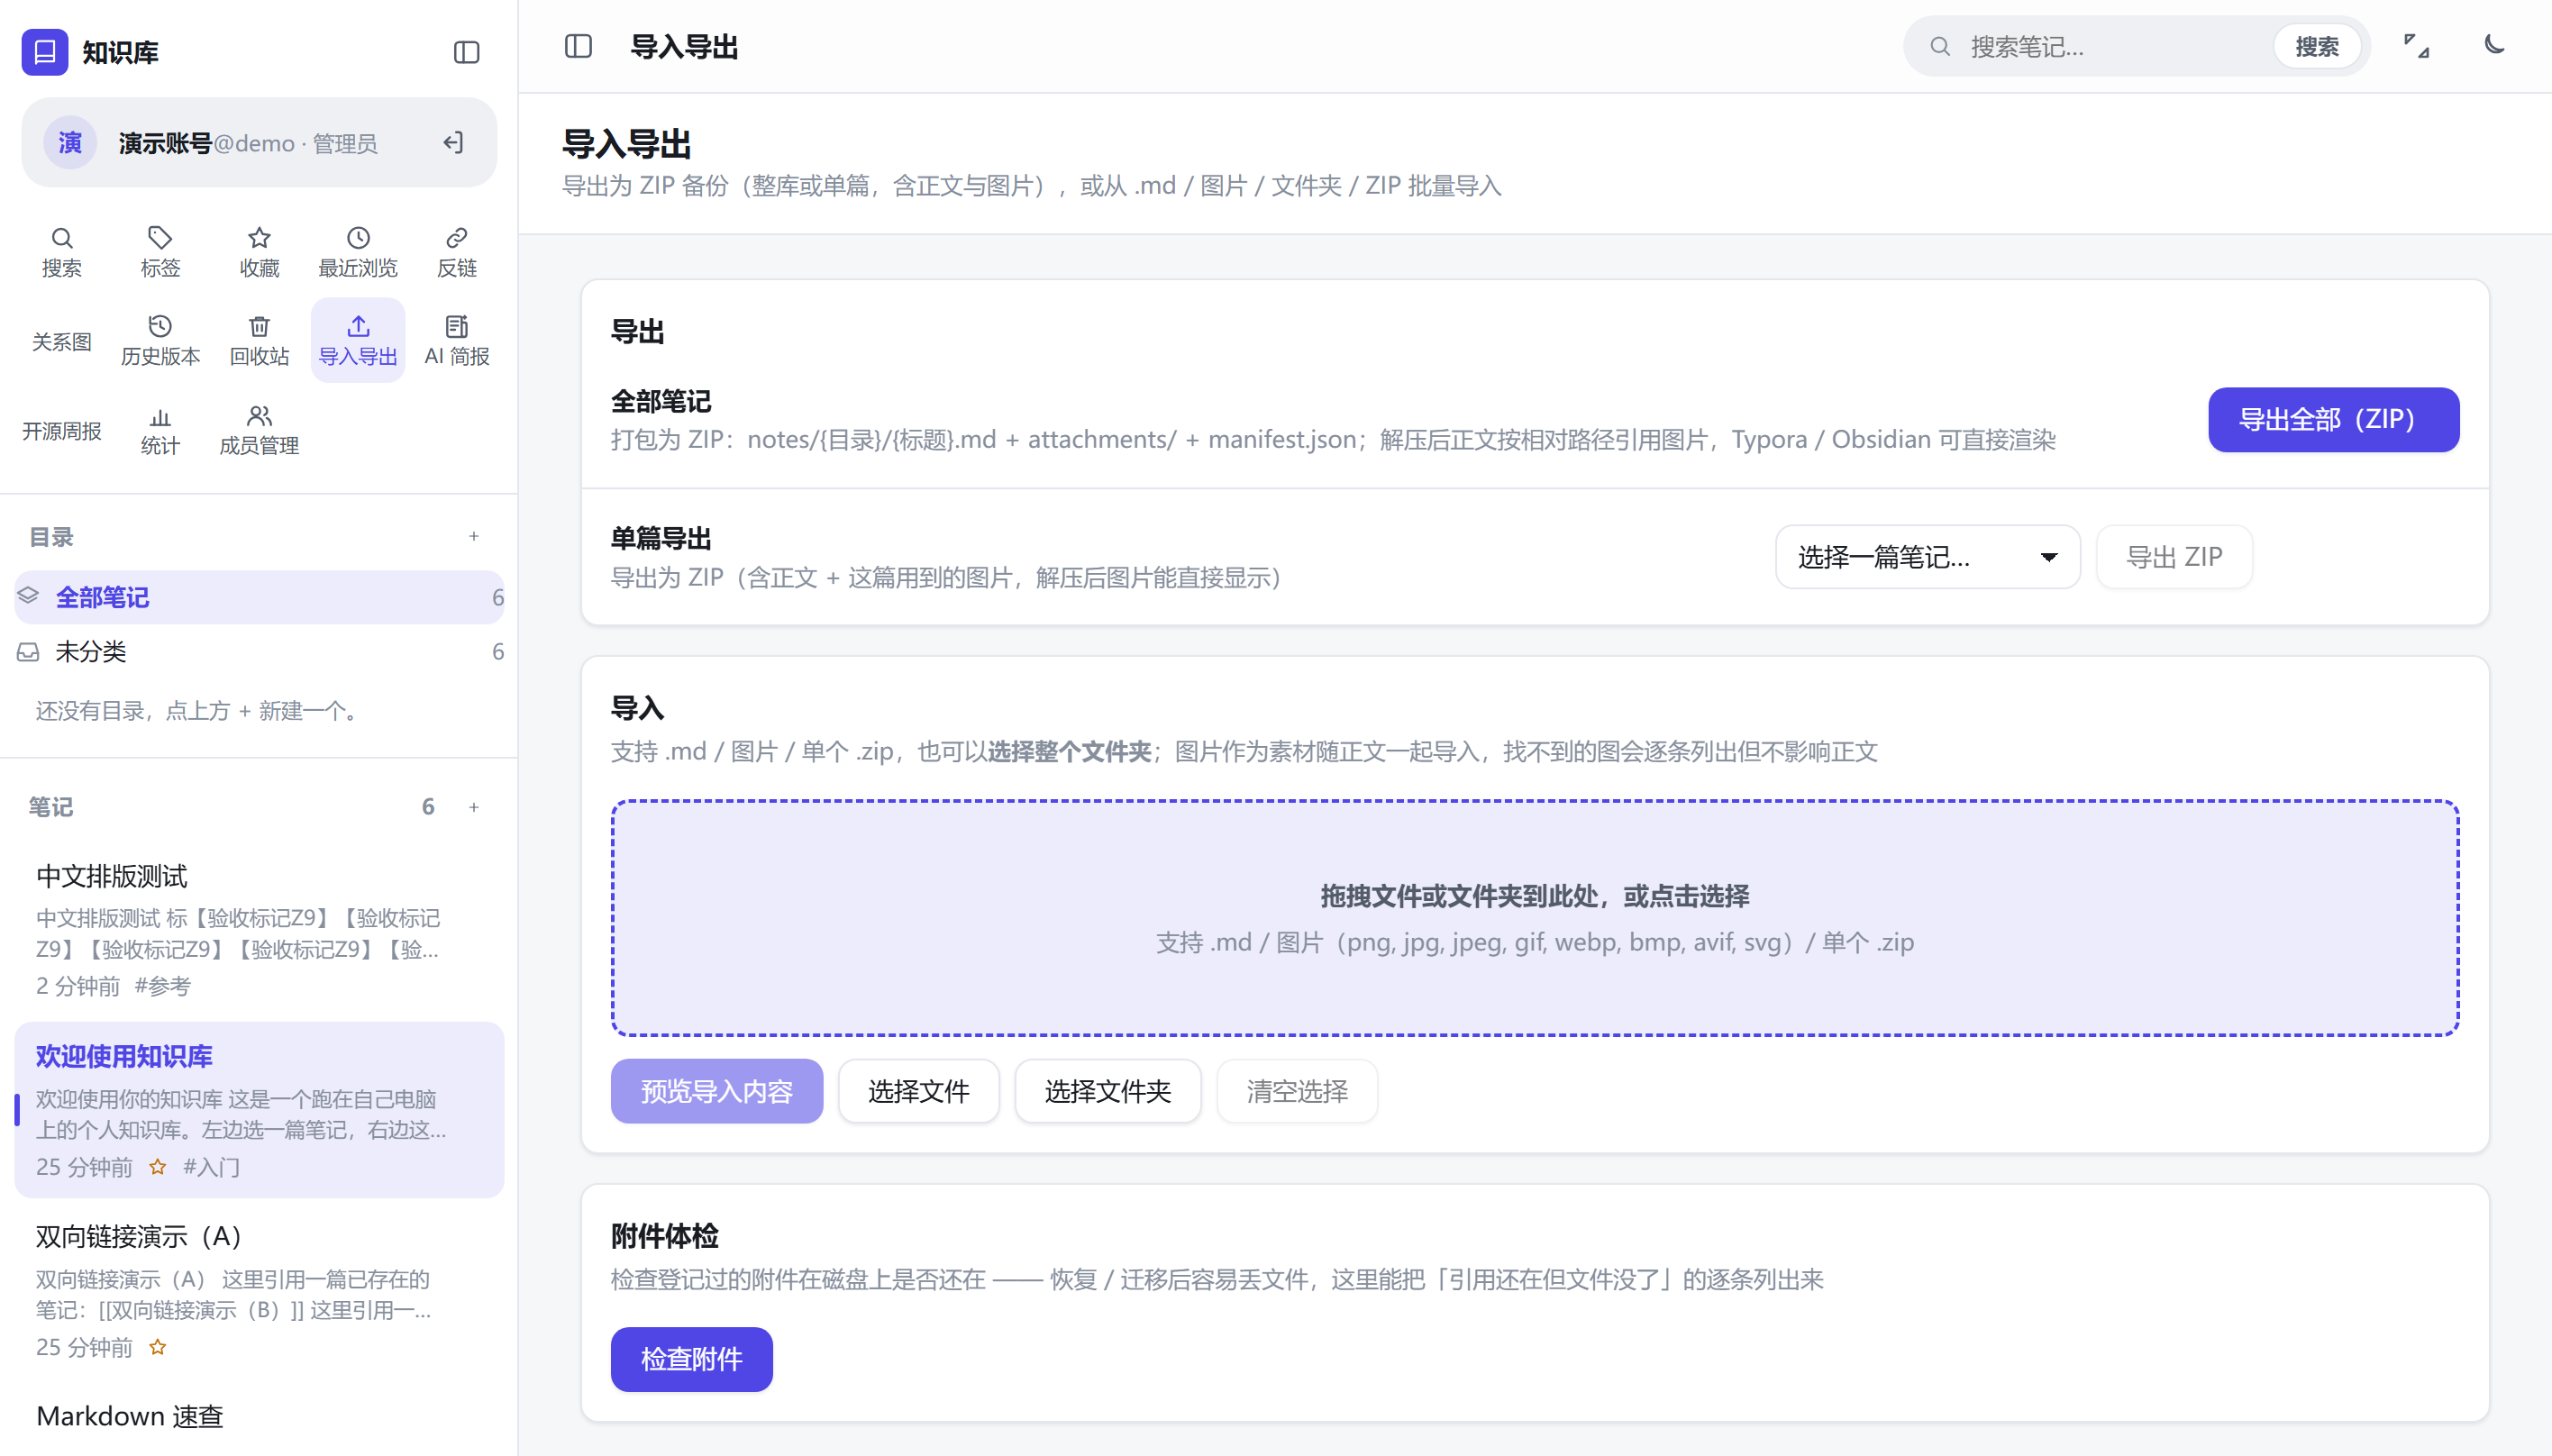 知识库
演
演示账号@demo · 管理员
搜索
标签
收藏
最近浏览
反链
关系图
历史版本
回收站
导入导出
AI 简报
开源周报
统计
成员管理
目录
+
全部笔记
6
未分类
6
还没有目录，点上方 + 新建一个。
笔记
6
+
中文排版测试
中文排版测试 标【验收标记Z9】【验收标记
Z9】【验收标记Z9】【验收标记Z9】【验...
2 分钟前 #参考
欢迎使用知识库
欢迎使用你的知识库 这是一个跑在自己电脑
上的个人知识库。左边选一篇笔记，右边这...
25 分钟前 #入门
双向链接演示（A）
双向链接演示（A） 这里引用一篇已存在的
笔记：[[双向链接演示（B）]] 这里引用一...
25 分钟前
Markdown 速查
导入导出
搜索笔记...
搜索
导入导出
导出为 ZIP 备份（整库或单篇，含正文与图片），或从 .md / 图片 / 文件夹 / ZIP 批量导入
导出
全部笔记
打包为 ZIP：notes/{目录}/{标题}.md + attachments/ + manifest.json；解压后正文按相对路径引用图片，Typora / Obsidian 可直接渲染
导出全部（ZIP）
单篇导出
导出为 ZIP（含正文 + 这篇用到的图片，解压后图片能直接显示）
选择一篇笔记...
导出 ZIP
导入
支持 .md / 图片 / 单个 .zip，也可以选择整个文件夹；图片作为素材随正文一起导入，找不到的图会逐条列出但不影响正文
拖拽文件或文件夹到此处，或点击选择
支持 .md / 图片（png, jpg, jpeg, gif, webp, bmp, avif, svg）/ 单个 .zip
预览导入内容
选择文件
选择文件夹
清空选择
附件体检
检查登记过的附件在磁盘上是否还在 —— 恢复 / 迁移后容易丢文件，这里能把「引用还在但文件没了」的逐条列出来
检查附件